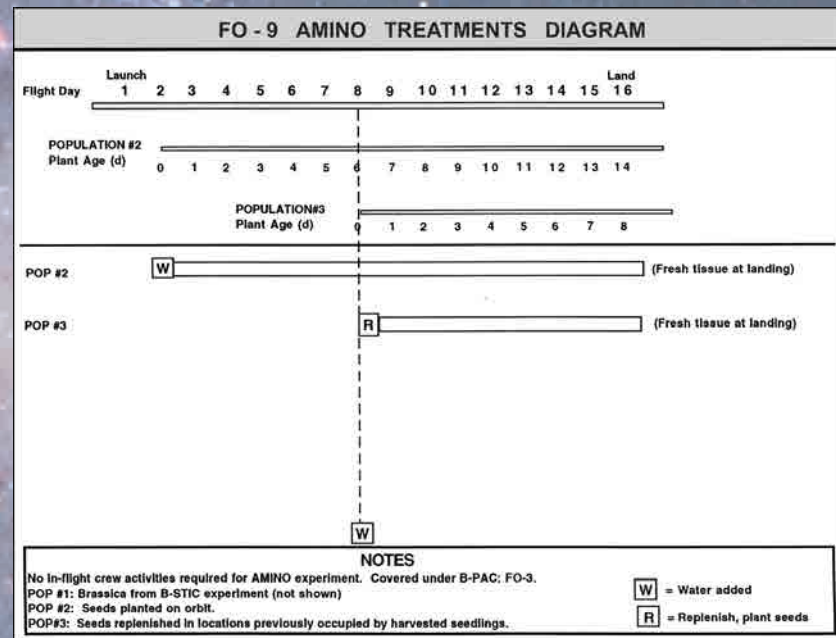 FO - 9 AMINO TREATMENTS DIAGRAM
Launch Land
Flight Day 1 2 3 4 5 6 7 8 9 10 11 12 13 14 15 16
POPULATION #2
Plant Age (d) 0 1 2 3 4 5 6 7 8 9 10 11 12 13 14
POPULATION#3
Plant Age (d) 0 1 2 3 4 5 6 7 8
POP #2 W (Fresh tissue at landing)
POP #3 R (Fresh tissue at landing)
W
NOTES
No in-flight crew activities required for AMINO experiment. Covered under B-PAC; FO-3.
POP #1: Brassica from B-STIC experiment (not shown)
POP #2: Seeds planted on orbit.
POP#3: Seeds replenished in locations previously occupied by harvested seedlings.
W = Water added
R = Replenish, plant seeds